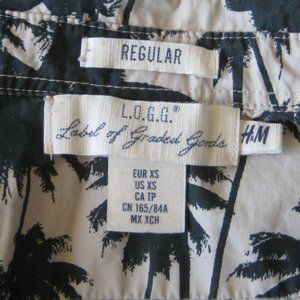 REGULAR
L.O.G.G.®
Label of Graded Goods
H&M
EUR XS
US XS
CA TP
CN 165/84A
MX XCH